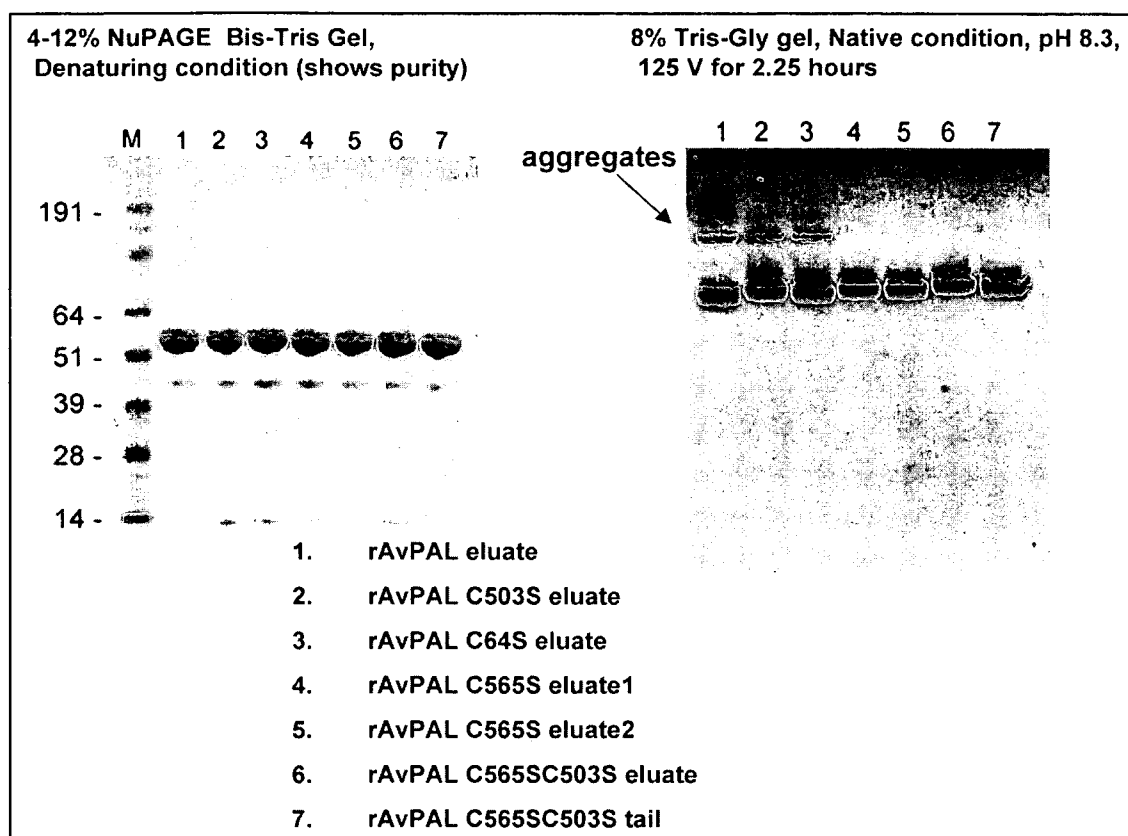 4-12% NuPAGE Bis-Tris Gel,
Denaturing condition (shows purity)
8% Tris-Gly gel, Native condition, pH 8.3,
125 V for 2.25 hours
M 1 2 3 4 5 6 7
191 -
64 -
51 -
39 -
28 -
14 -
1 2 3 4 5 6 7
aggregates
1. rAvPAL eluate
2. rAvPAL C503S eluate
3. rAvPAL C64S eluate
4. rAvPAL C565S eluate1
5. rAvPAL C565S eluate2
6. rAvPAL C565SC503S eluate
7. rAvPAL C565SC503S tail